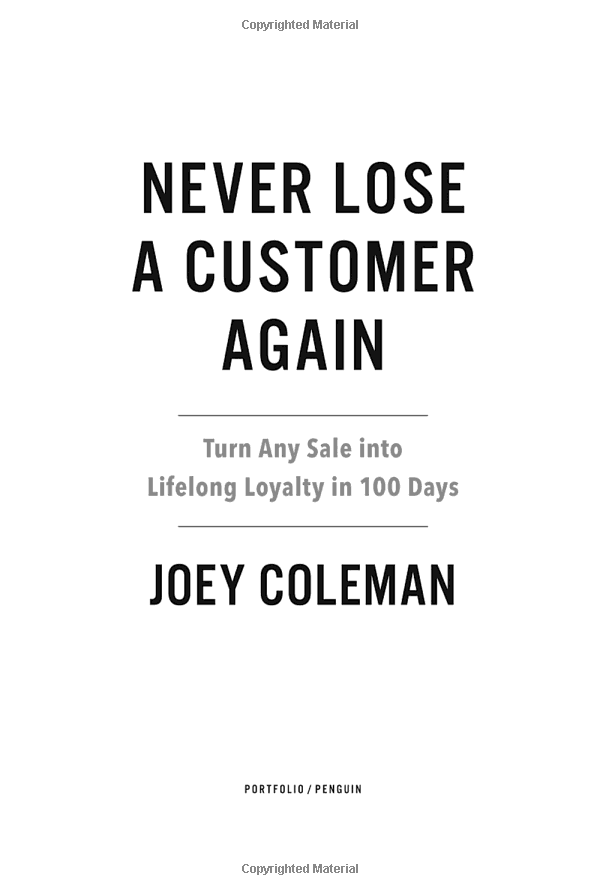 Copyrighted Material
NEVER LOSE
A CUSTOMER
AGAIN
Turn Any Sale into
Lifelong Loyalty in 100 Days
JOEY COLEMAN
PORTFOLIO / PENGUIN
Copyrighted Material